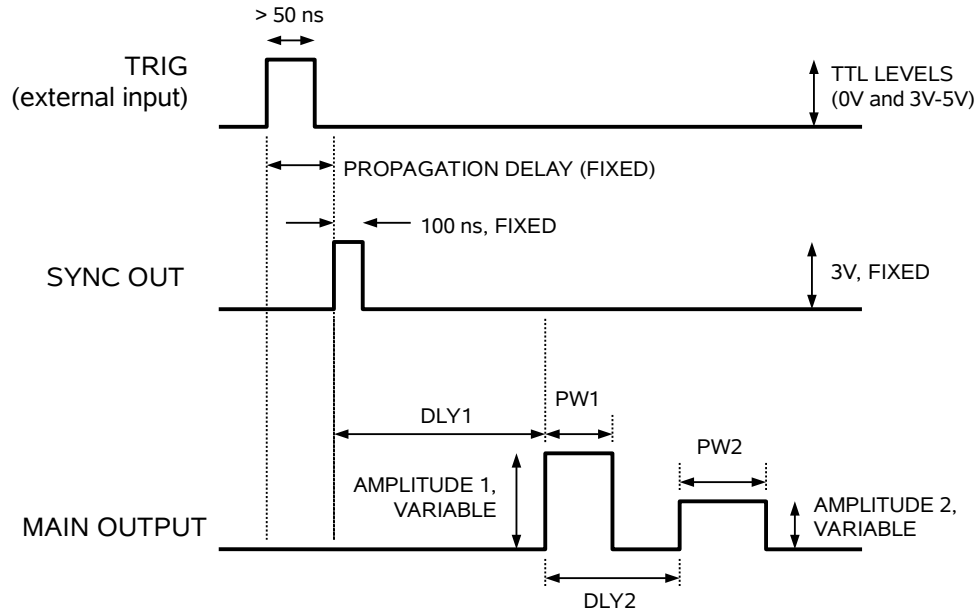 > 50 ns
TRIG
(external input)
TTL LEVELS
(0V and 3V-5V)
PROPAGATION DELAY (FIXED)
100 ns, FIXED
SYNC OUT
3V, FIXED
PW1
DLY1
PW2
AMPLITUDE 1,
VARIABLE
AMPLITUDE 2,
VARIABLE
MAIN OUTPUT
DLY2